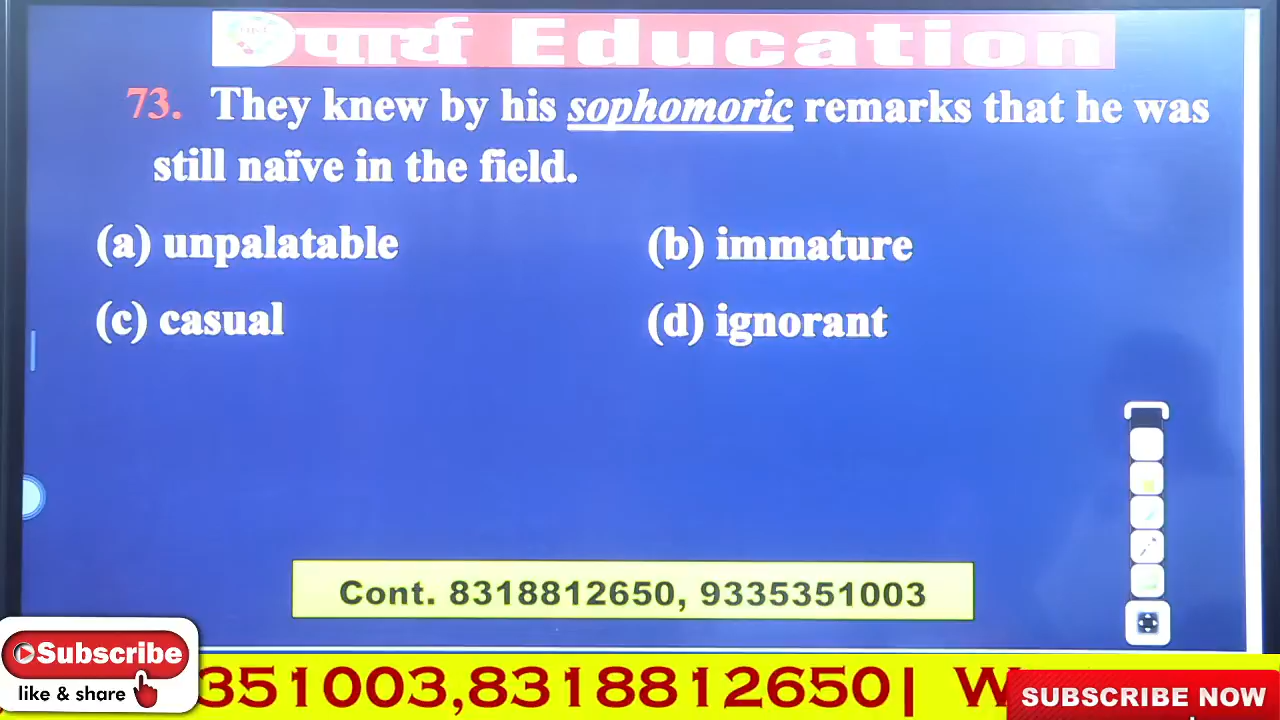 पार्थ Education
73. They knew by his sophomoric remarks that he was
still naïve in the field.
(a) unpalatable (b) immature
(c) casual (d) ignorant
Cont. 8318812650, 9335351003
Subscribe
like & share
351003,8318812650| W
SUBSCRIBE NOW